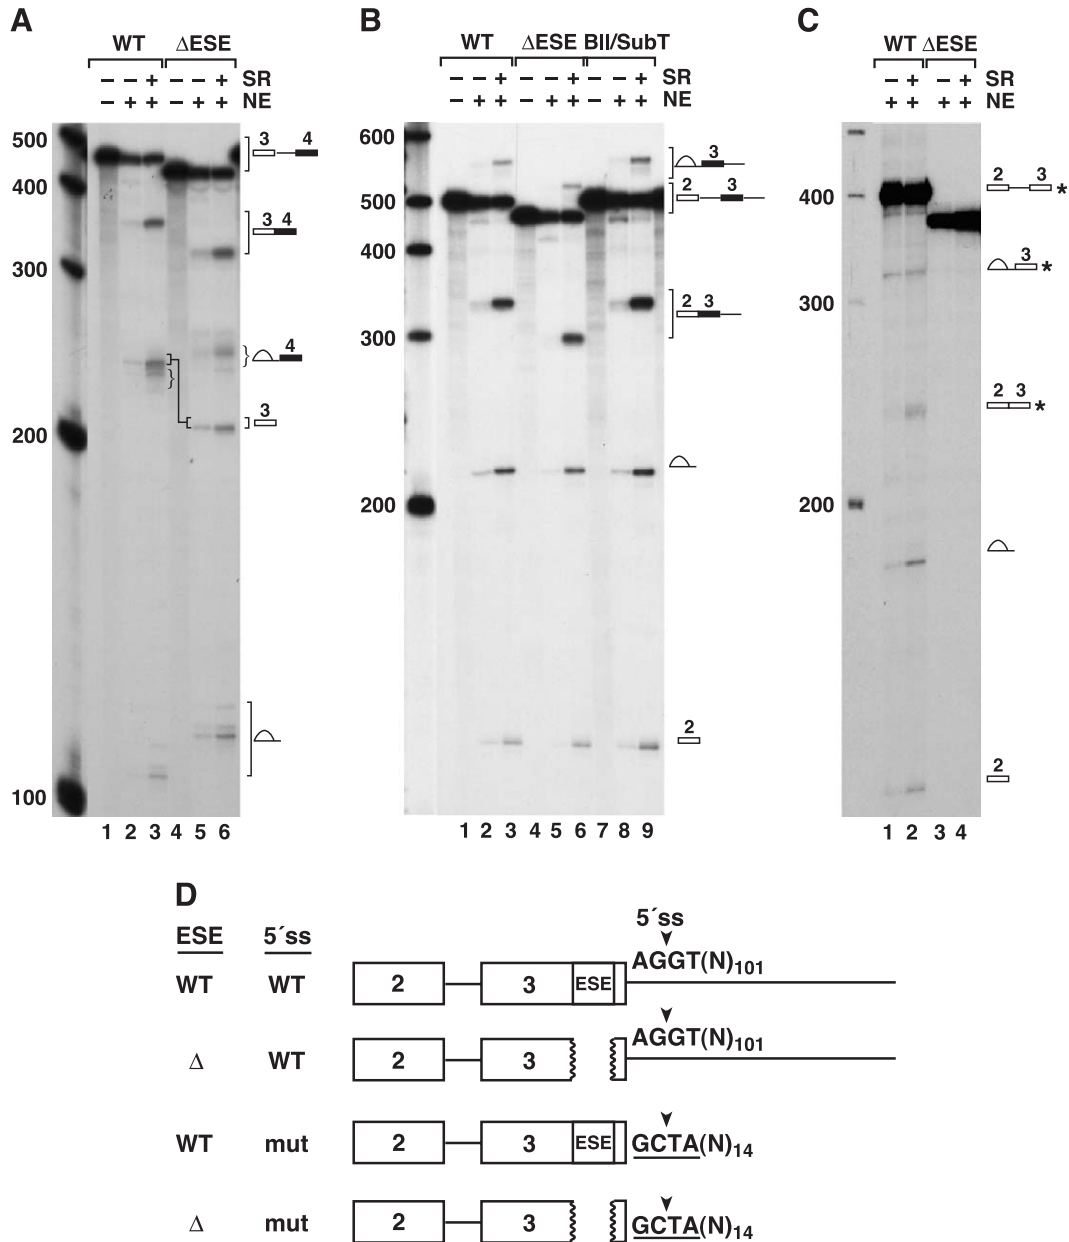 A
B
C
WT ΔESE
WT ΔESE BII/SubT
WT ΔESE
− − + − − + SR
− + + − + + NE
− − + − − + − − + SR
− + + − + + − + + NE
− + − + SR
+ + + + NE
500
400
300
200
100
3 4
3 4
4
3
1 2 3 4 5 6
600
500
400
300
200
3
2 3
2 3
2
1 2 3 4 5 6 7 8 9
400
300
200
2 3 *
3 *
2 3 *
2
1 2 3 4
D
ESE 5´ss
5´ss
WT WT 2 3 ESE AGGT(N)101
Δ WT 2 3 AGGT(N)101
WT mut 2 3 ESE GCTA(N)14
Δ mut 2 3 GCTA(N)14